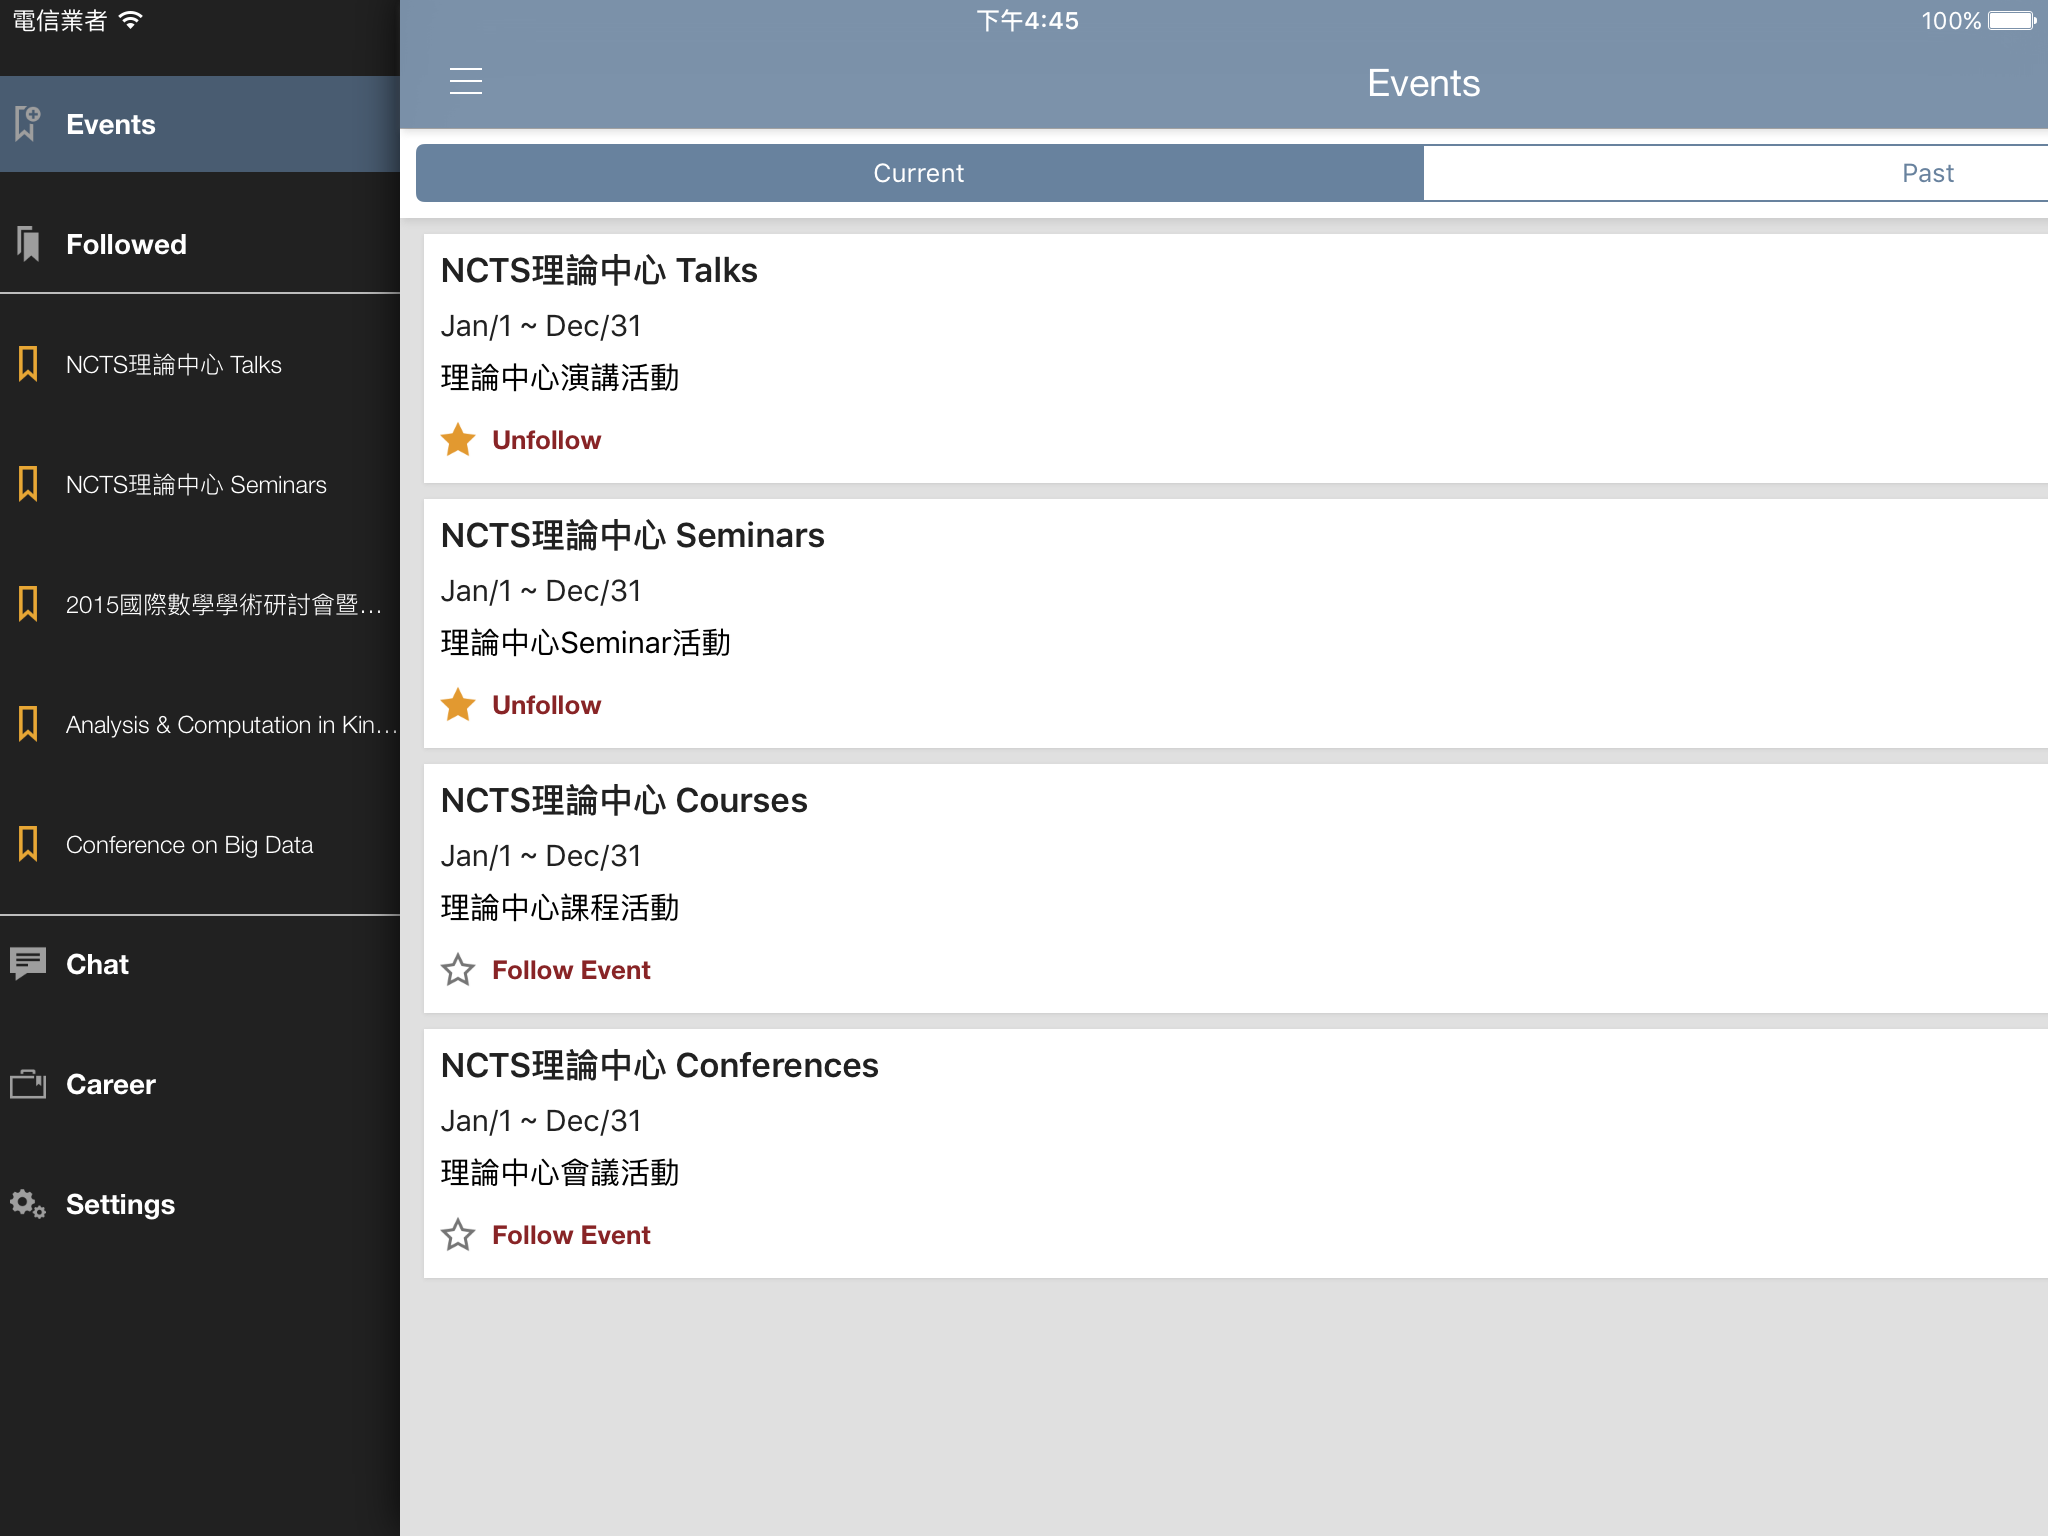 電信業者
下午4:45
100%
Events
Followed
NCTS理論中心 Talks
NCTS理論中心 Seminars
2015國際數學學術研討會暨...
Analysis & Computation in Kin...
Conference on Big Data
Chat
Career
Settings
Events
Current
Past
NCTS理論中心 Talks
Jan/1 ~ Dec/31
理論中心演講活動
Unfollow
NCTS理論中心 Seminars
Jan/1 ~ Dec/31
理論中心Seminar活動
Unfollow
NCTS理論中心 Courses
Jan/1 ~ Dec/31
理論中心課程活動
Follow Event
NCTS理論中心 Conferences
Jan/1 ~ Dec/31
理論中心會議活動
Follow Event